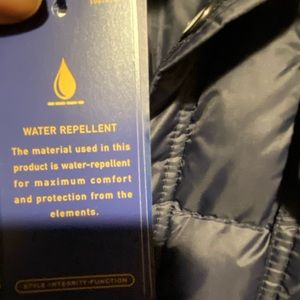 WATER REPELLENT
The material used in this
product is water-repellent
for maximum comfort
and protection from the
elements.
STYLE-INTEGRITY-FUNCTION